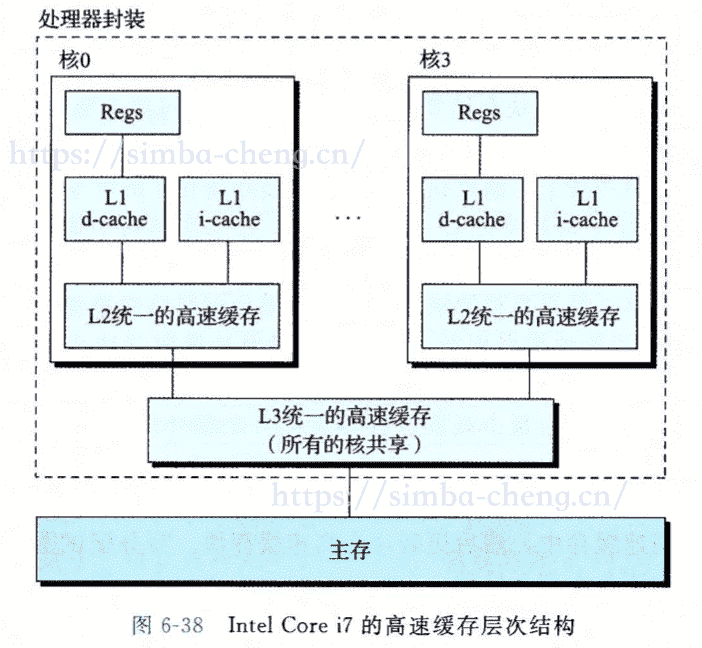 处理器封装
核0
核3
Regs
Regs
https://simba-cheng.cn/
L1
d-cache
L1
i-cache
...
L1
d-cache
L1
i-cache
L2统一的高速缓存
L2统一的高速缓存
L3统一的高速缓存
（所有的核共享）
https://simba-cheng.cn/
主存
图 6-38 Intel Core i7 的高速缓存层次结构